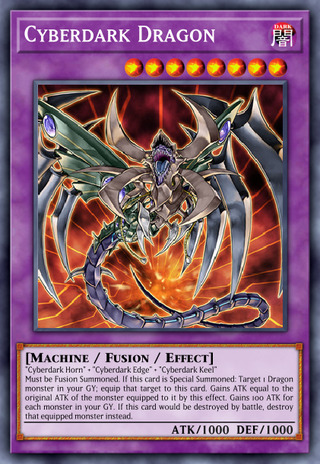 Cyberdark Dragon
DARK
闇
[Machine / Fusion / Effect]
"Cyberdark Horn" + "Cyberdark Edge" + "Cyberdark Keel"
Must be Fusion Summoned. If this card is Special Summoned: Target 1 Dragon
monster in your GY; equip that target to this card. Gains ATK equal to the
original ATK of the monster equipped to it by this effect. Gains 100 ATK for
each monster in your GY. If this card would be destroyed by battle, destroy
that equipped monster instead.
ATK/1000 DEF/1000